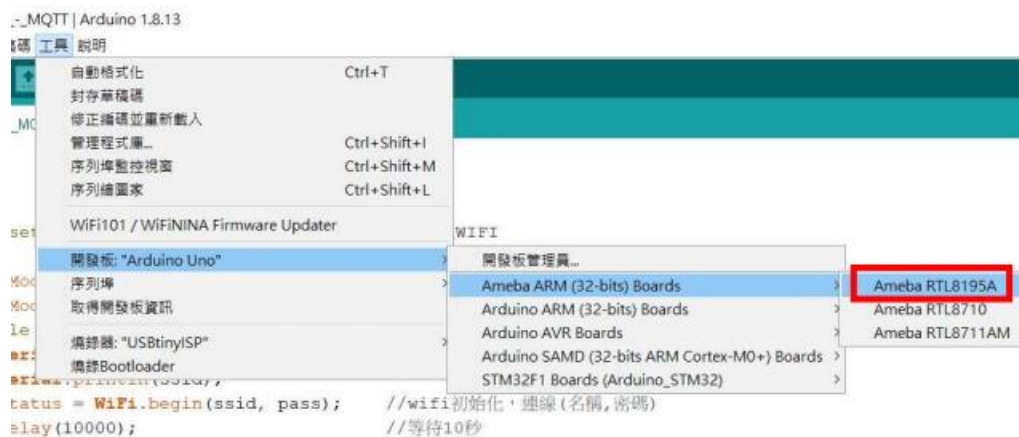 _-_MQTT | Arduino 1.8.13
碼 工具 說明
自動格式化 Ctrl+T
封存草稿碼
修正編碼並重新載入
管理程式庫... Ctrl+Shift+I
序列埠監控視窗 Ctrl+Shift+M
序列繪圖家 Ctrl+Shift+L
WiFi101 / WiFiNINA Firmware Updater
set WIFI
開發板: "Arduino Uno"
序列埠
取得開發板資訊
燒錄器: "USBtinyISP"
燒錄Bootloader
開發板管理員...
Ameba ARM (32-bits) Boards
Arduino ARM (32-bits) Boards
Arduino AVR Boards
Arduino SAMD (32-bits ARM Cortex-M0+) Boards
STM32F1 Boards (Arduino_STM32)
Ameba RTL8195A
Ameba RTL8710
Ameba RTL8711AM
erial.println(ssid);
tatus = WiFi.begin(ssid, pass); //wifi初始化，連線(名稱,密碼)
elay(10000); //等待10秒